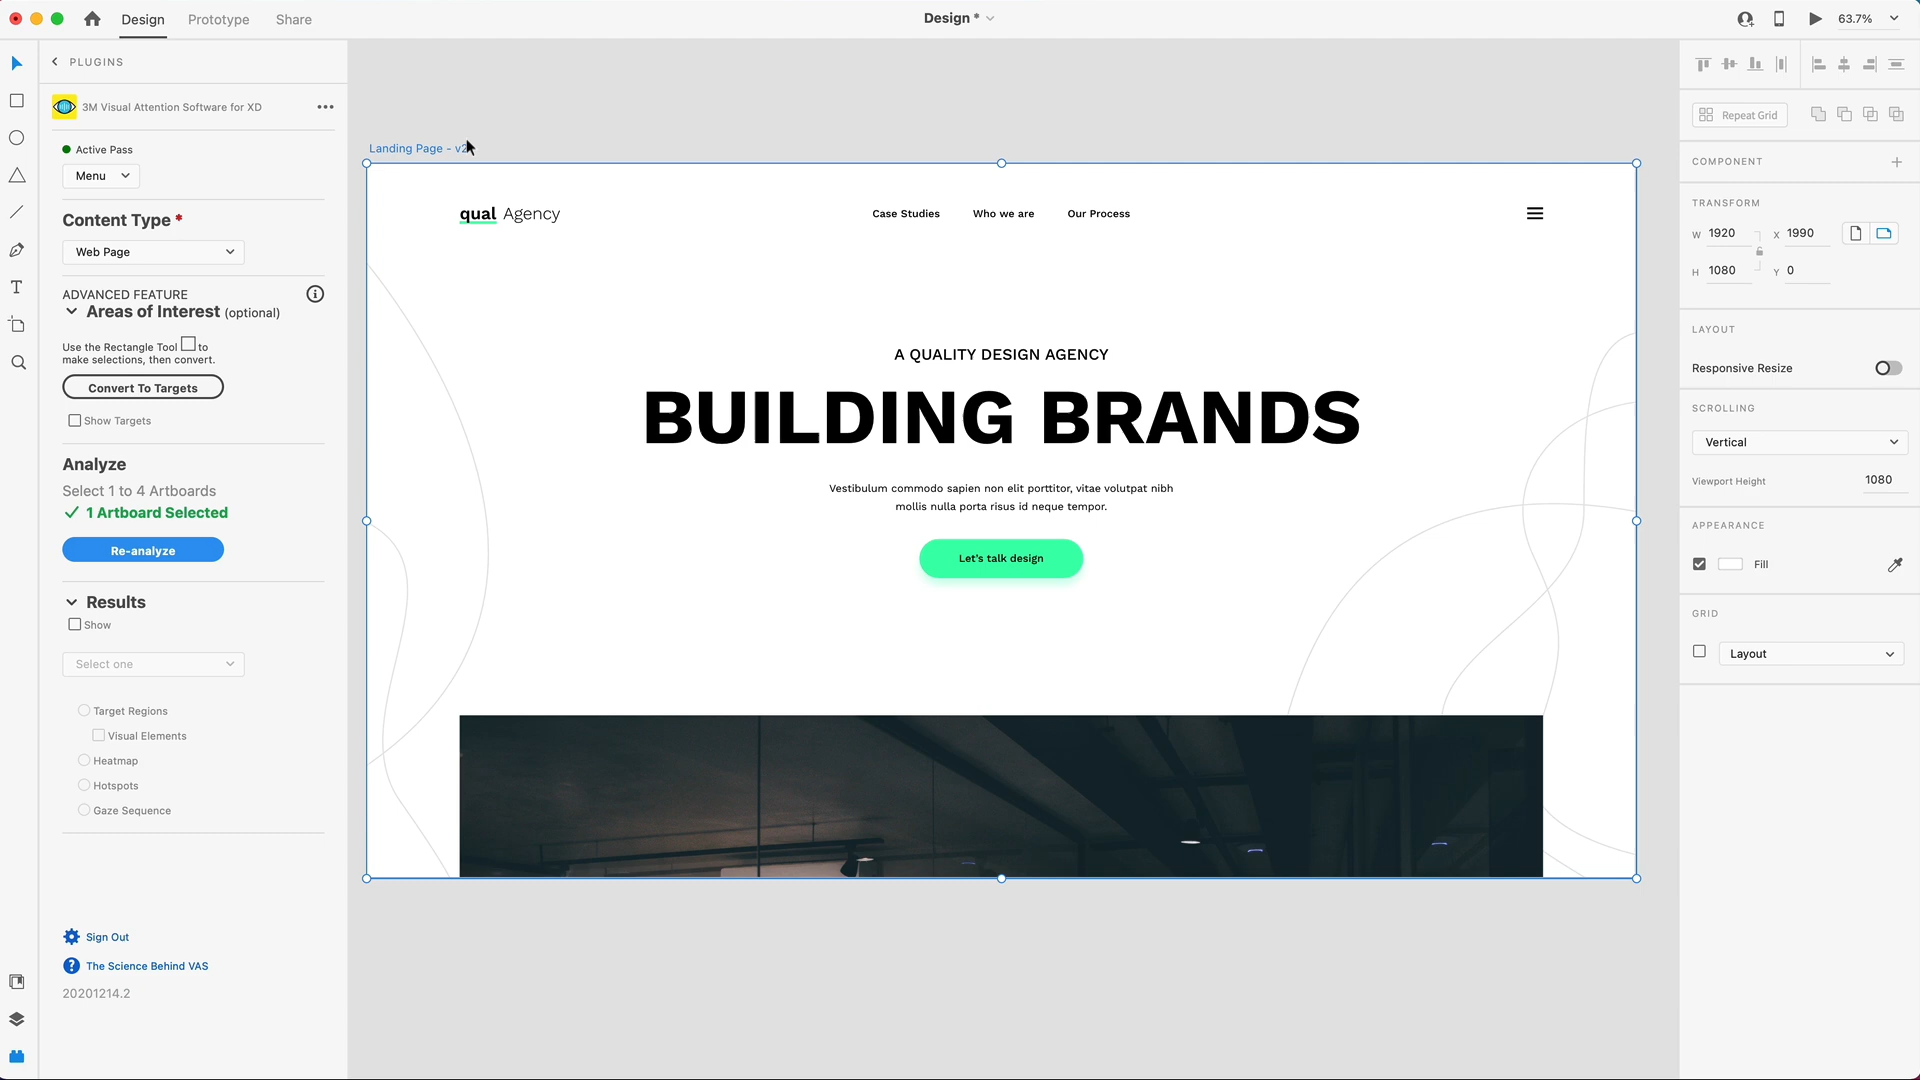 Design
Prototype
Share
Design *
63.7%
PLUGINS
3M Visual Attention Software for XD
Active Pass
Menu
Content Type *
Web Page
ADVANCED FEATURE
Areas of Interest (optional)
Use the Rectangle Tool to
make selections, then convert.
Convert To Targets
Show Targets
Analyze
Select 1 to 4 Artboards
1 Artboard Selected
Re-analyze
Results
Show
Select one
Target Regions
Visual Elements
Heatmap
Hotspots
Gaze Sequence
Sign Out
The Science Behind VAS
20201214.2
Landing Page - v2
qual Agency
Case Studies
Who we are
Our Process
A QUALITY DESIGN AGENCY
BUILDING BRANDS
Vestibulum commodo sapien non elit porttitor, vitae volutpat nibh
mollis nulla porta risus id neque tempor.
Let's talk design
Repeat Grid
COMPONENT
TRANSFORM
W 1920
X 1990
H 1080
Y 0
LAYOUT
Responsive Resize
SCROLLING
Vertical
Viewport Height
1080
APPEARANCE
Fill
GRID
Layout